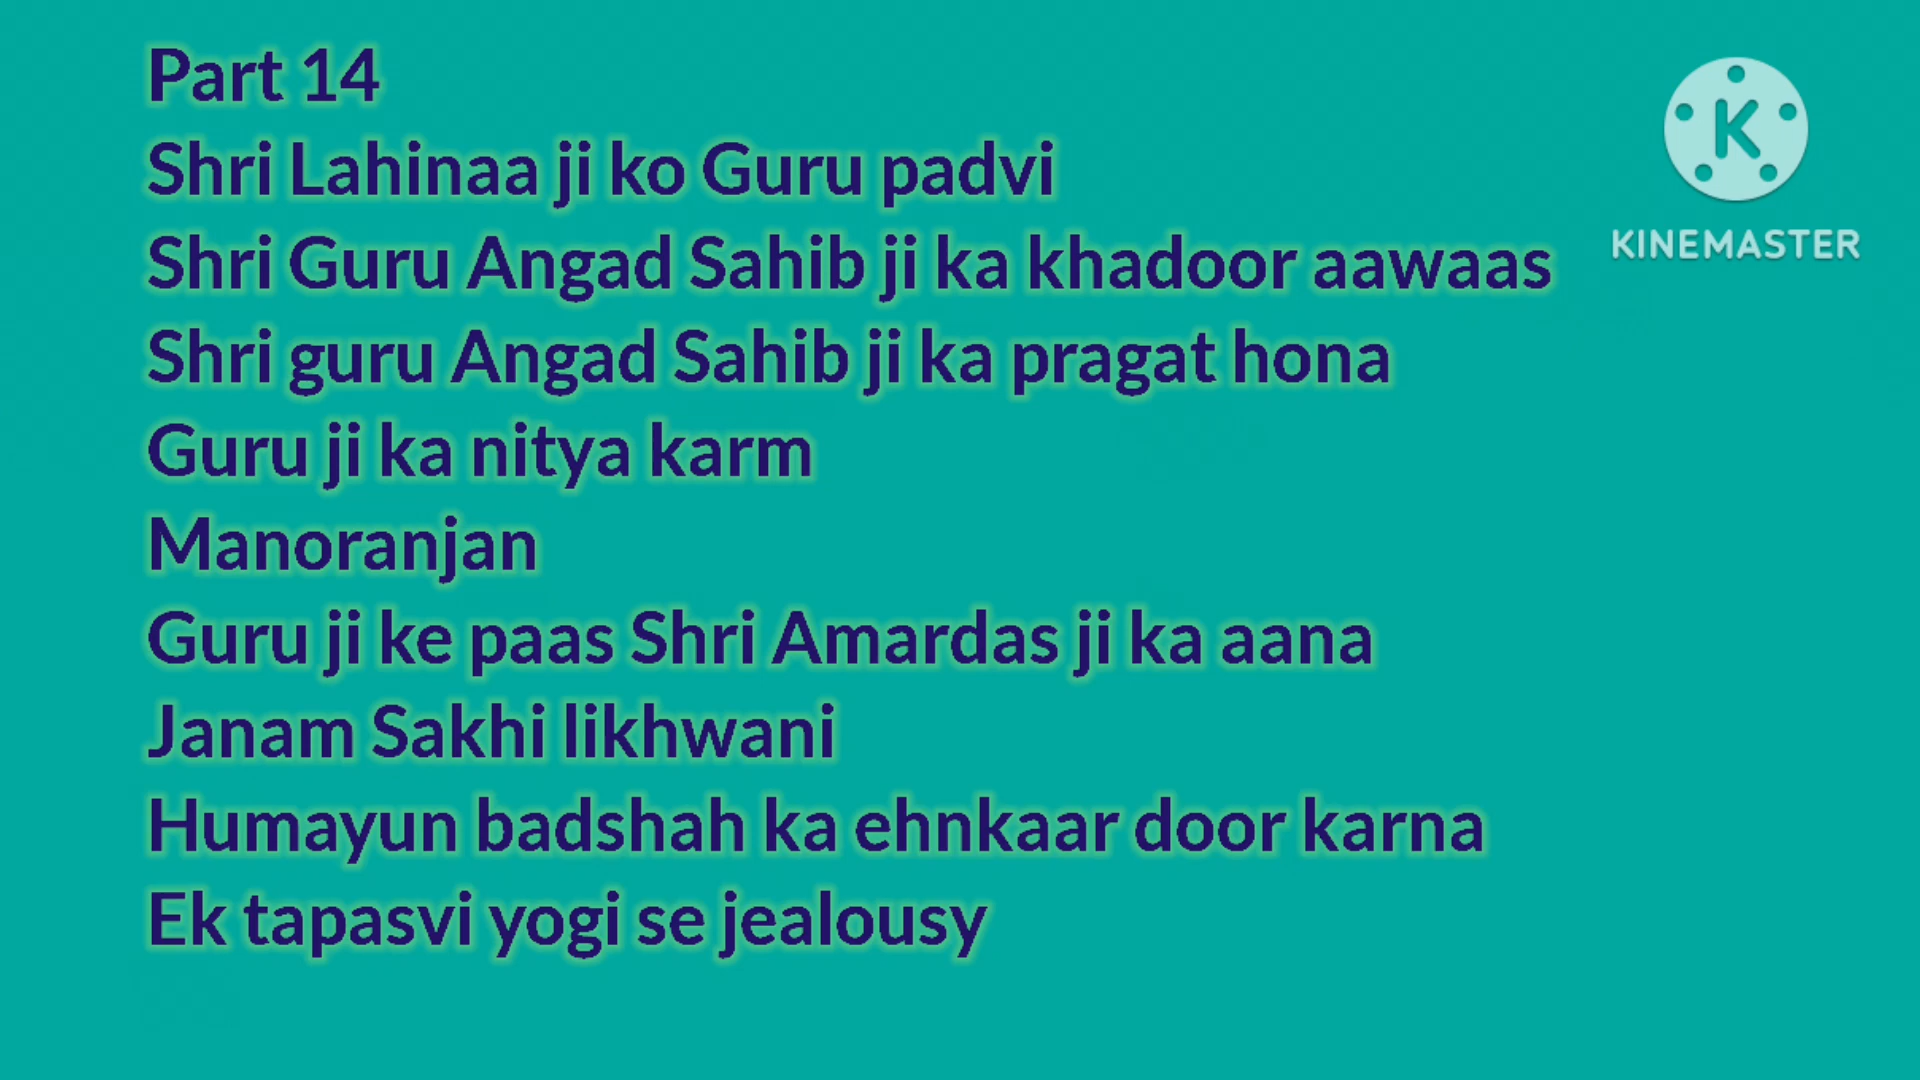 Part 14
Shri Lahinaa ji ko Guru padvi
Shri Guru Angad Sahib ji ka khadoor aawaas
Shri guru Angad Sahib ji ka pragat hona
Guru ji ka nitya karm
Manoranjan
Guru ji ke paas Shri Amardas ji ka aana
Janam Sakhi likhwani
Humayun badshah ka ehnkaar door karna
Ek tapasvi yogi se jealousy
K
KINEMASTER